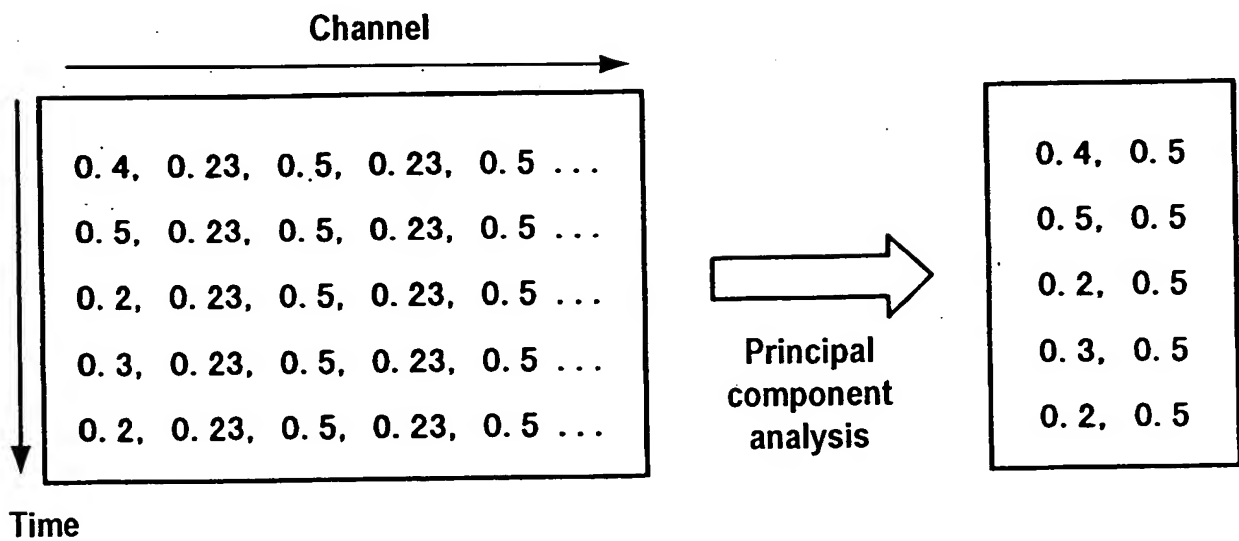 Channel
0.4, 0.23, 0.5, 0.23, 0.5 ...
0.5, 0.23, 0.5, 0.23, 0.5 ...
0.2, 0.23, 0.5, 0.23, 0.5 ...
0.3, 0.23, 0.5, 0.23, 0.5 ...
0.2, 0.23, 0.5, 0.23, 0.5 ...
Time
Principal
component
analysis
0.4, 0.5
0.5, 0.5
0.2, 0.5
0.3, 0.5
0.2, 0.5